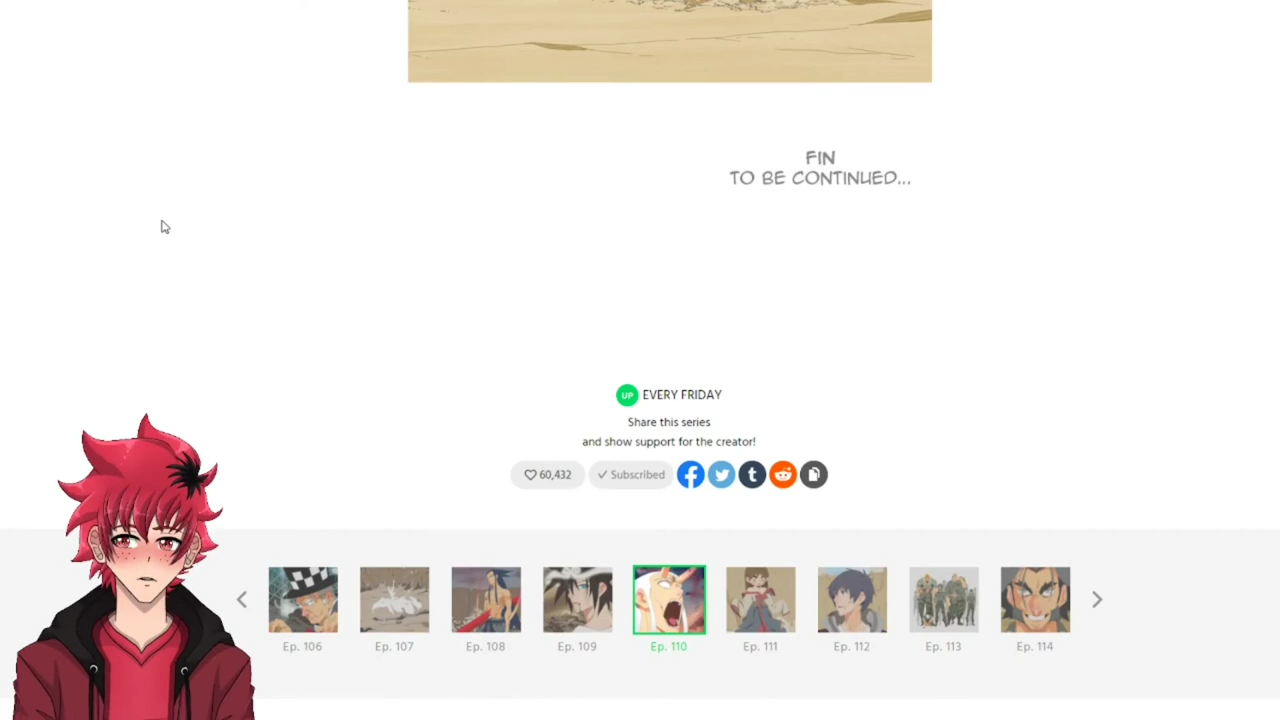 FIN
TO BE CONTINUED...
UP EVERY FRIDAY
Share this series
and show support for the creator!
60,432 Subscribed
Ep. 106 Ep. 107 Ep. 108 Ep. 109 Ep. 110 Ep. 111 Ep. 112 Ep. 113 Ep. 114